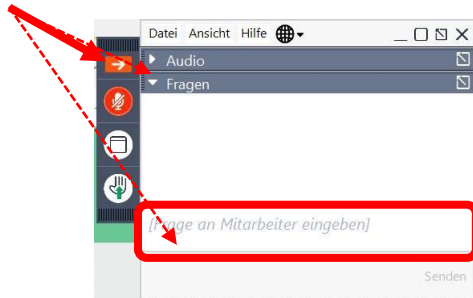 Datei Ansicht Hilfe
Audio
Fragen
[Frage an Mitarbeiter eingeben]
Senden